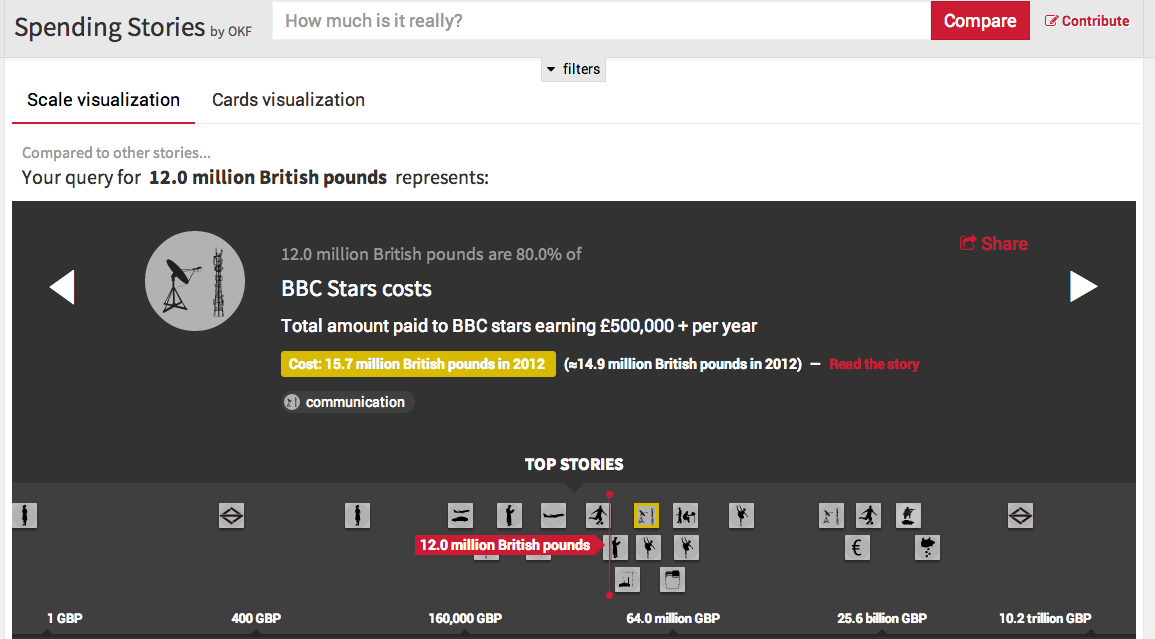 Spending Stories by OKF
How much is it really?
Compare
Contribute
filters
Scale visualization
Cards visualization
Compared to other stories...
Your query for 12.0 million British pounds represents:
12.0 million British pounds are 80.0% of
Share
BBC Stars costs
Total amount paid to BBC stars earning £500,000 + per year
Cost: 15.7 million British pounds in 2012 (≈14.9 million British pounds in 2012) — Read the story
communication
TOP STORIES
12.0 million British pounds
€
1 GBP
400 GBP
160,000 GBP
64.0 million GBP
25.6 billion GBP
10.2 trillion GBP